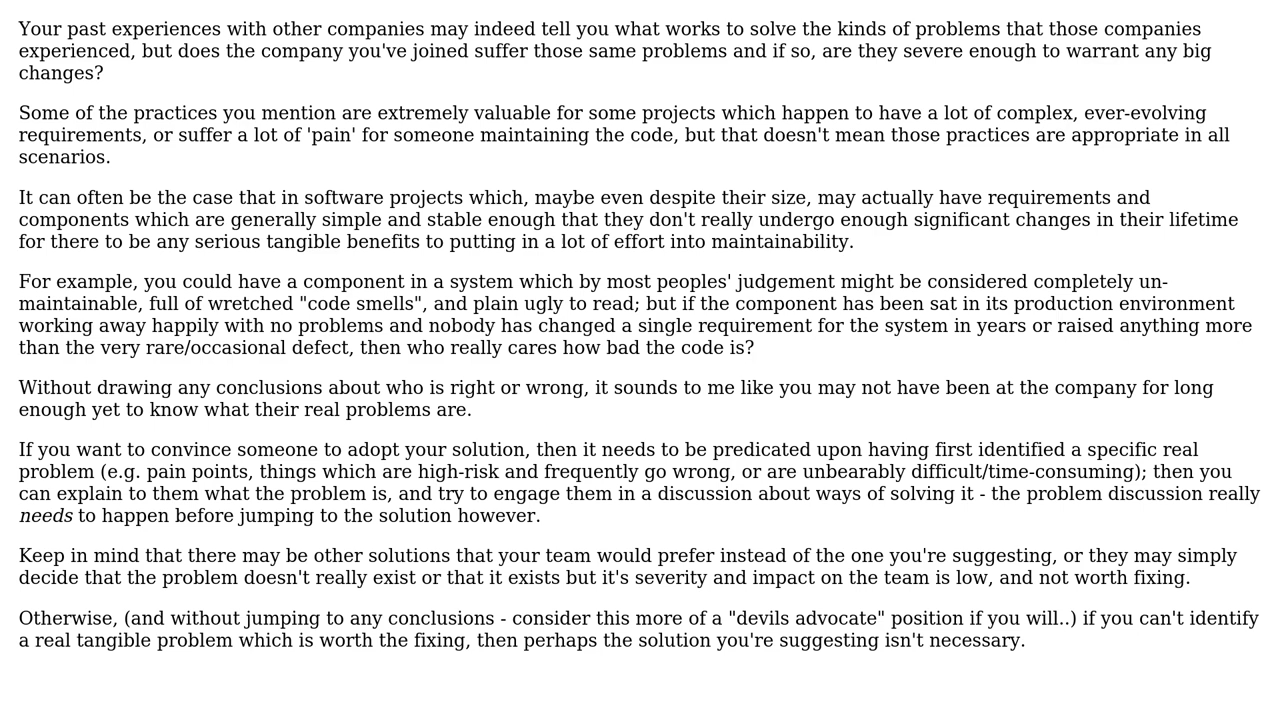 Your past experiences with other companies may indeed tell you what works to solve the kinds of problems that those companies
experienced, but does the company you've joined suffer those same problems and if so, are they severe enough to warrant any big
changes?
Some of the practices you mention are extremely valuable for some projects which happen to have a lot of complex, ever-evolving
requirements, or suffer a lot of 'pain' for someone maintaining the code, but that doesn't mean those practices are appropriate in all
scenarios.
It can often be the case that in software projects which, maybe even despite their size, may actually have requirements and
components which are generally simple and stable enough that they don't really undergo enough significant changes in their lifetime
for there to be any serious tangible benefits to putting in a lot of effort into maintainability.
For example, you could have a component in a system which by most peoples' judgement might be considered completely un-
maintainable, full of wretched "code smells", and plain ugly to read; but if the component has been sat in its production environment
working away happily with no problems and nobody has changed a single requirement for the system in years or raised anything more
than the very rare/occasional defect, then who really cares how bad the code is?
Without drawing any conclusions about who is right or wrong, it sounds to me like you may not have been at the company for long
enough yet to know what their real problems are.
If you want to convince someone to adopt your solution, then it needs to be predicated upon having first identified a specific real
problem (e.g. pain points, things which are high-risk and frequently go wrong, or are unbearably difficult/time-consuming); then you
can explain to them what the problem is, and try to engage them in a discussion about ways of solving it - the problem discussion really
needs to happen before jumping to the solution however.
Keep in mind that there may be other solutions that your team would prefer instead of the one you're suggesting, or they may simply
decide that the problem doesn't really exist or that it exists but it's severity and impact on the team is low, and not worth fixing.
Otherwise, (and without jumping to any conclusions - consider this more of a "devils advocate" position if you will..) if you can't identify
a real tangible problem which is worth the fixing, then perhaps the solution you're suggesting isn't necessary.